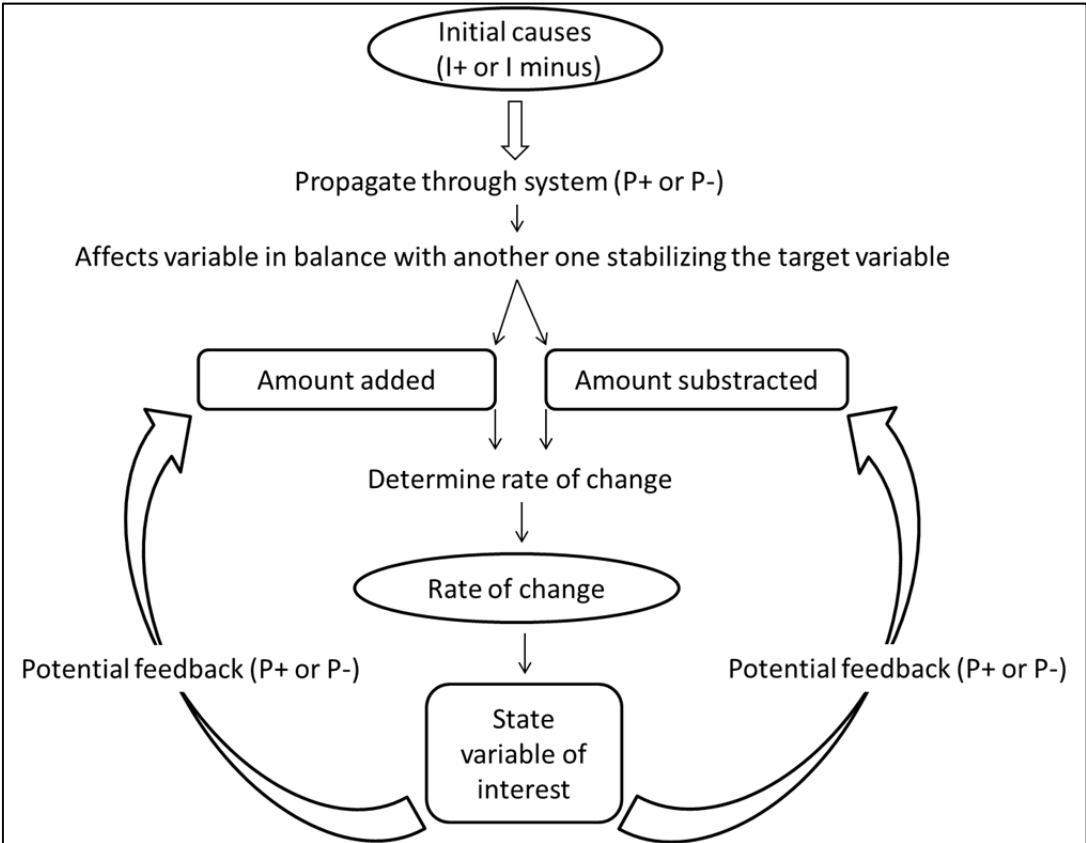 Initial causes
(I+ or I minus)
Propagate through system (P+ or P-)
Affects variable in balance with another one stabilizing the target variable
Amount added
Amount substracted
Determine rate of change
Rate of change
Potential feedback (P+ or P-)
Potential feedback (P+ or P-)
State
variable of
interest